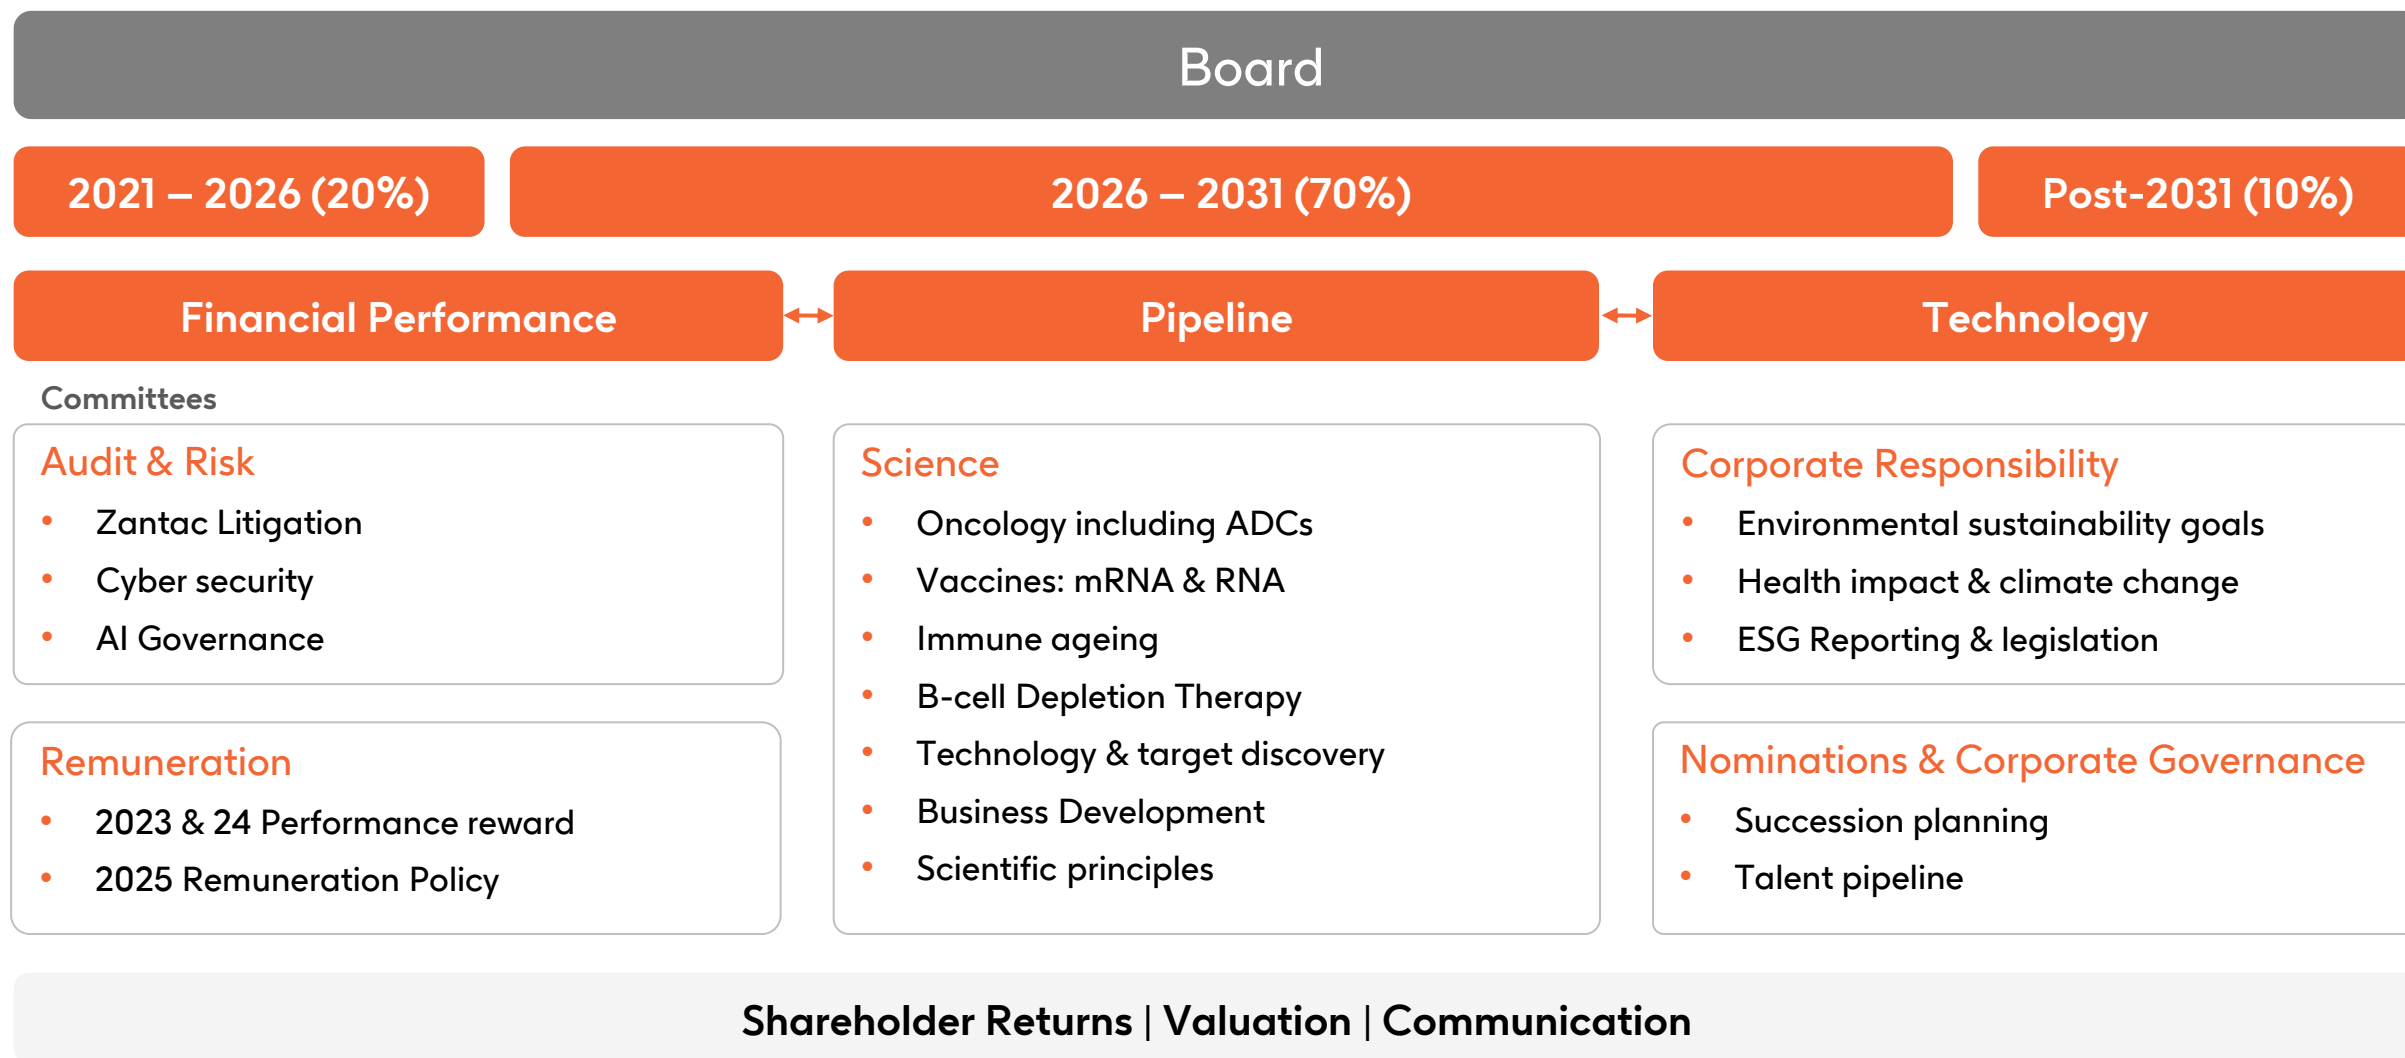 Board
2021 – 2026 (20%)
2026 – 2031 (70%)
Post-2031 (10%)
Financial Performance
Pipeline
Technology
Committees
Audit & Risk
• Zantac Litigation
• Cyber security
• AI Governance
Remuneration
• 2023 & 24 Performance reward
• 2025 Remuneration Policy
Science
• Oncology including ADCs
• Vaccines: mRNA & RNA
• Immune ageing
• B-cell Depletion Therapy
• Technology & target discovery
• Business Development
• Scientific principles
Corporate Responsibility
• Environmental sustainability goals
• Health impact & climate change
• ESG Reporting & legislation
Nominations & Corporate Governance
• Succession planning
• Talent pipeline
Shareholder Returns | Valuation | Communication